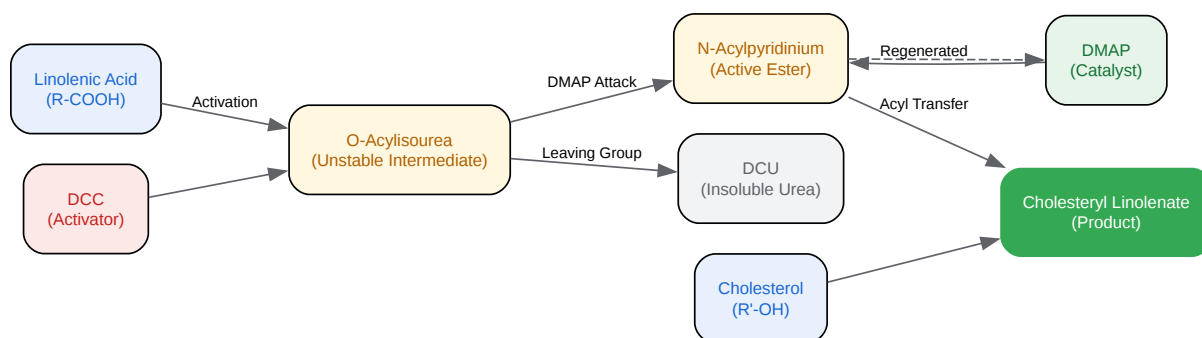 Linolenic Acid
(R-COOH)
Activation
DCC
(Activator)
O-Acylisourea
(Unstable Intermediate)
DMAP Attack
Leaving Group
N-Acylpyridinium
(Active Ester)
Regenerated
DMAP
(Catalyst)
Acyl Transfer
DCU
(Insoluble Urea)
Cholesteryl Linolenate
(Product)
Cholesterol
(R'-OH)